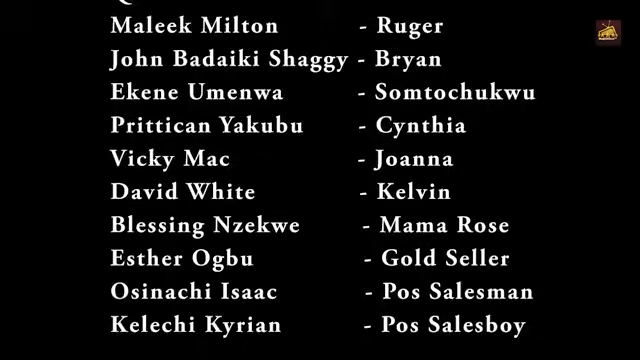 Maleek Milton - Ruger
John Badaiki Shaggy - Bryan
Ekene Umenwa - Somtochukwu
Prittican Yakubu - Cynthia
Vicky Mac - Joanna
David White - Kelvin
Blessing Nzekwe - Mama Rose
Esther Ogbu - Gold Seller
Osinachi Isaac - Pos Salesman
Kelechi Kyrian - Pos Salesboy